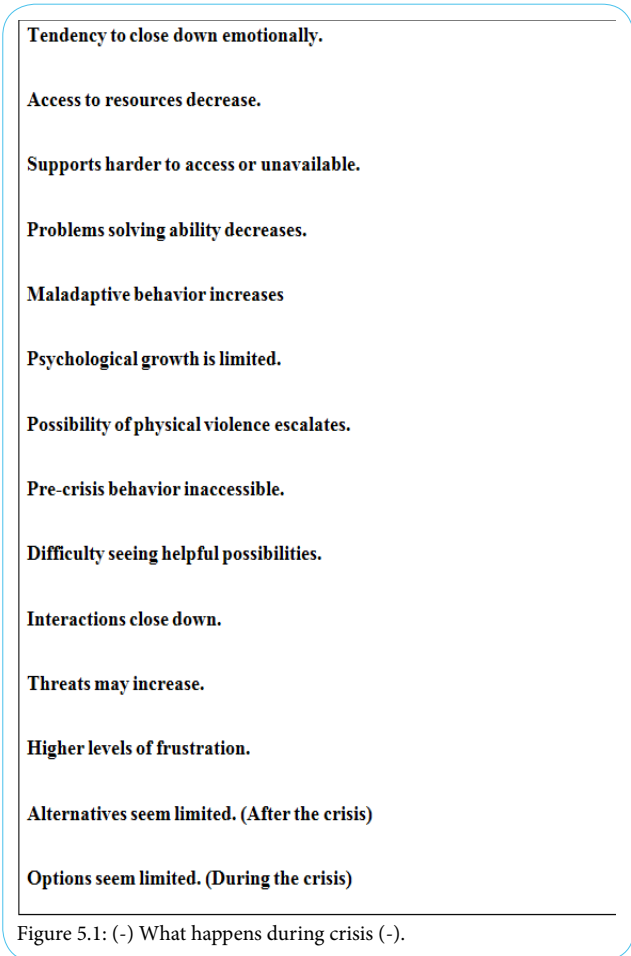 Tendency to close down emotionally.
Access to resources decrease.
Supports harder to access or unavailable.
Problems solving ability decreases.
Maladaptive behavior increases
Psychological growth is limited.
Possibility of physical violence escalates.
Pre-crisis behavior inaccessible.
Difficulty seeing helpful possibilities.
Interactions close down.
Threats may increase.
Higher levels of frustration.
Alternatives seem limited. (After the crisis)
Options seem limited. (During the crisis)
Figure 5.1: (-) What happens during crisis (-).